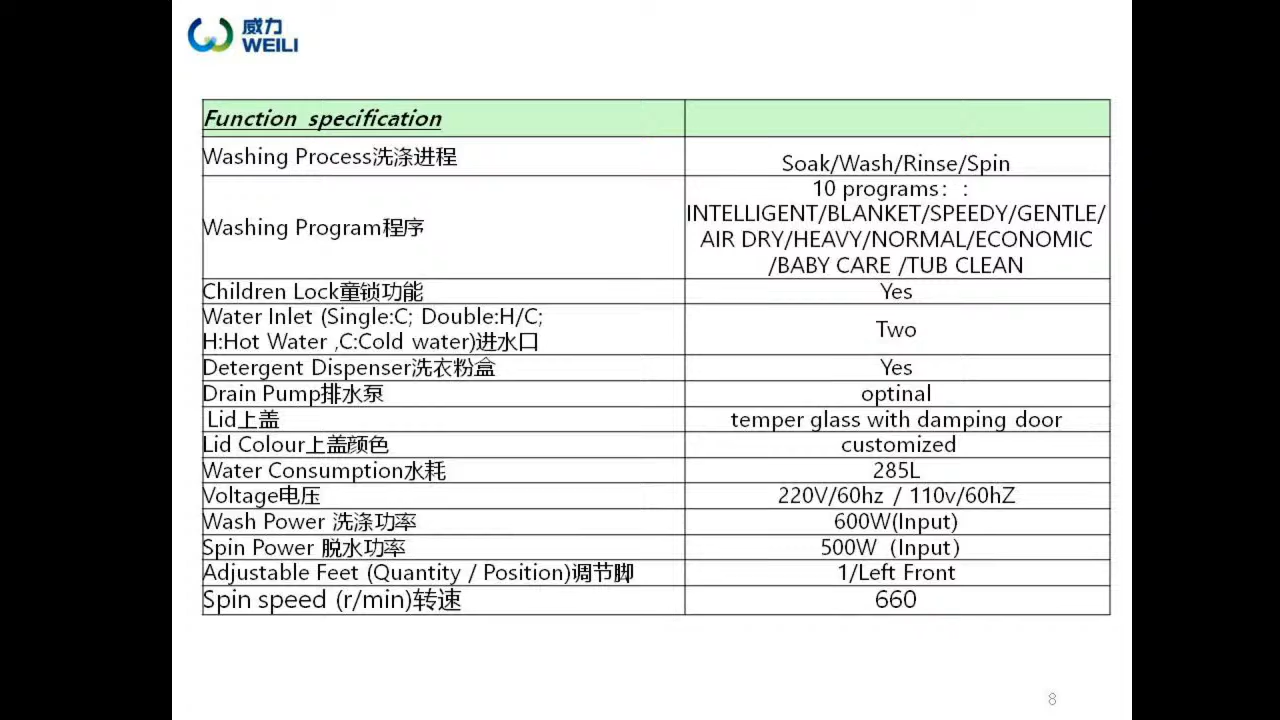 威力
WEILI
Function specification
Washing Process洗涤进程
Soak/Wash/Rinse/Spin
Washing Program程序
10 programs：:
INTELLIGENT/BLANKET/SPEEDY/GENTLE/
AIR DRY/HEAVY/NORMAL/ECONOMIC
/BABY CARE /TUB CLEAN
Children Lock童锁功能
Yes
Water Inlet (Single:C; Double:H/C;
H:Hot Water ,C:Cold water)进水口
Two
Detergent Dispenser洗衣粉盒
Yes
Drain Pump排水泵
optinal
Lid上盖
temper glass with damping door
Lid Colour上盖颜色
customized
Water Consumption水耗
285L
Voltage电压
220V/60hz / 110v/60hZ
Wash Power 洗涤功率
600W(Input)
Spin Power 脱水功率
500W（Input）
Adjustable Feet (Quantity / Position)调节脚
1/Left Front
Spin speed (r/min)转速
660
8